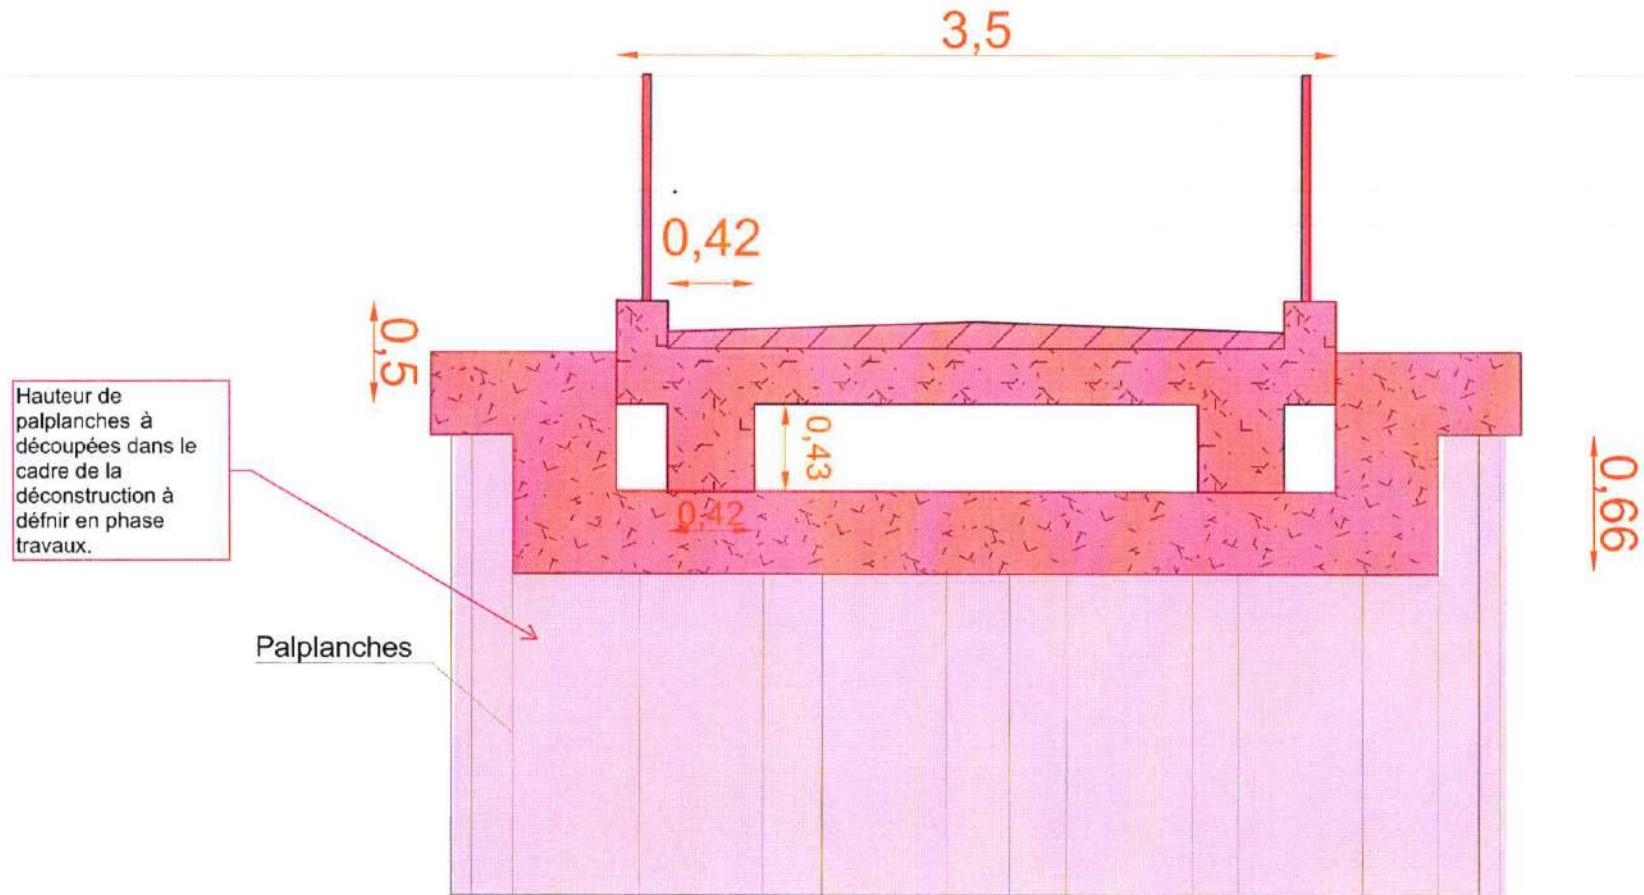 3,5
0,42
0,5
Hauteur de
palplanches à
découpées dans le
cadre de la
déconstruction à
défnir en phase
travaux.
0,43
0,42
0,66
Palplanches